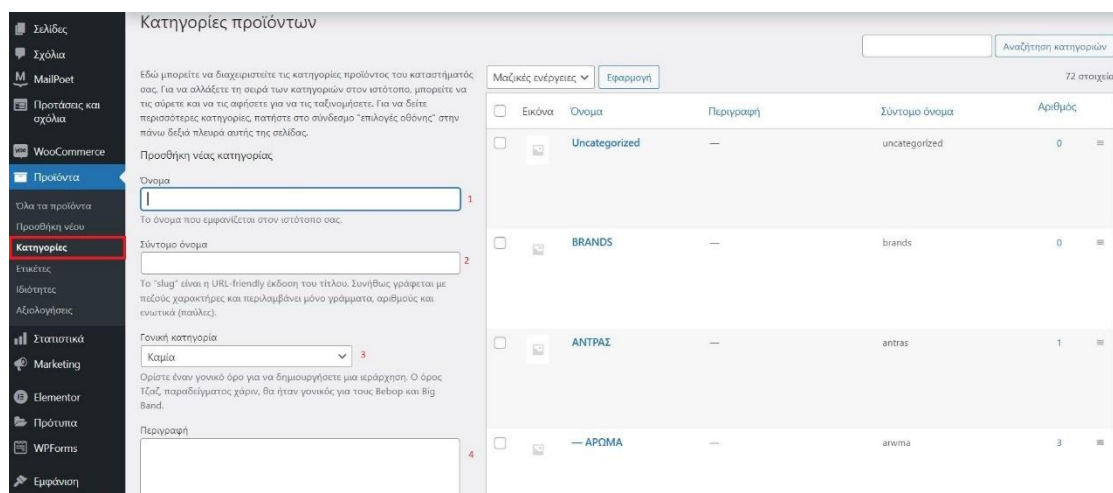 Σελίδες
Σχόλια
MailPoet
Προτάσεις και
σχόλια
WooCommerce
Προϊόντα
Όλα τα προϊόντα
Προσθήκη νέου
Κατηγορίες
Ετικέτες
Ιδιότητες
Αξιολογήσεις
Στατιστικά
Marketing
Elementor
Πρότυπα
WPForms
Εμφάνιση
Κατηγορίες προϊόντων
Αναζήτηση κατηγοριών
Εδώ μπορείτε να διαχειριστείτε τις κατηγορίες προϊόντος του καταστήματός
σας. Για να αλλάξετε τη σειρά των κατηγοριών στον ιστότοπο, μπορείτε να
τις σύρετε και να τις αφήσετε για να τις ταξινομήσετε. Για να δείτε
περισσότερες κατηγορίες, πατήστε στο σύνδεσμο "επιλογές οθόνης" στην
πάνω δεξιά πλευρά αυτής της σελίδας.
Προσθήκη νέας κατηγορίας
Όνομα
1
Το όνομα που εμφανίζεται στον ιστότοπο σας.
Σύντομο όνομα
2
Το "slug" είναι η URL-friendly έκδοση του τίτλου. Συνήθως γράφεται με
πεζούς χαρακτήρες και περιλαμβάνει μόνο γράμματα, αριθμούς και
ενωτικά (παύλες).
Γονική κατηγορία
Καμία 3
Ορίστε έναν γονικό όρο για να δημιουργήσετε μια ιεράρχηση. Ο όρος
Τζαζ, παραδείγματος χάριν, θα ήταν γονικός για τους Bebop και Big
Band.
Περιγραφή
4
Μαζικές ενέργειες Εφαρμογή 72 στοιχεία
Εικόνα Όνομα Περιγραφή Σύντομο όνομα Αριθμός
Uncategorized — uncategorized 0
BRANDS — brands 0
ΑΝΤΡΑΣ — antras 1
— ΑΡΩΜΑ — arwma 3